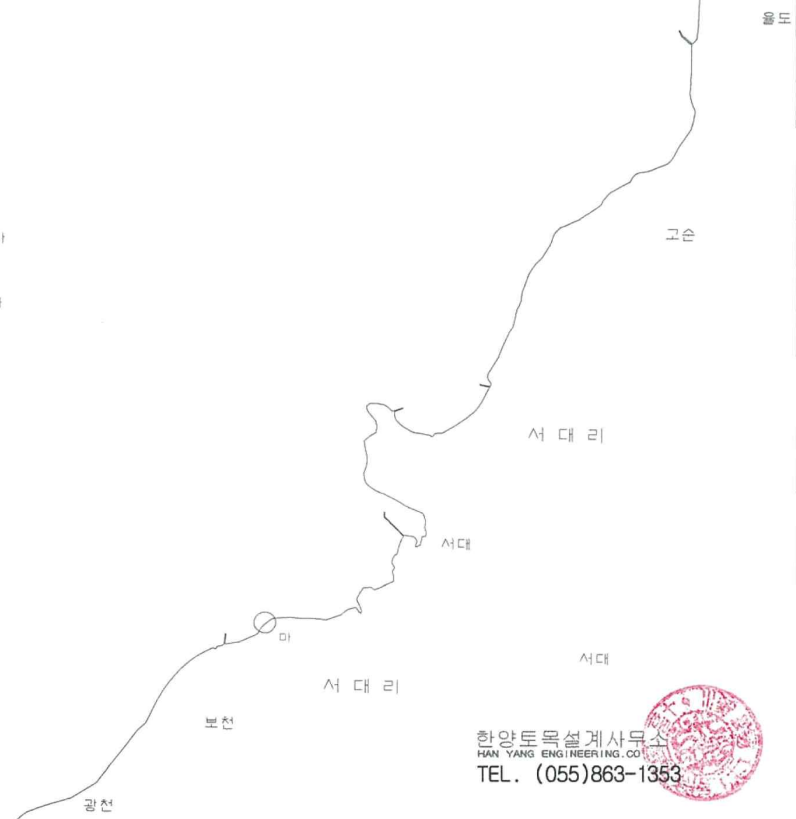 율도
고순
서대리
서대
마
서대
서대리
보천
한양토목설계사무소
HAN YANG ENGINEERING.CO
TEL. (055)863-1353
광천